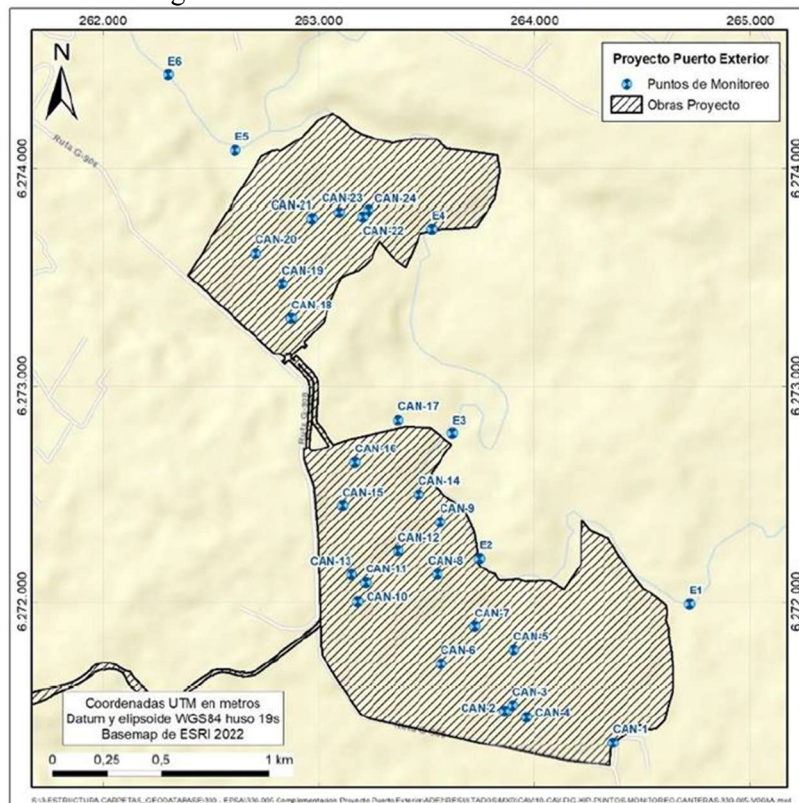 262.000 263.000 264.000 265.000
N
Proyecto Puerto Exterior
Puntos de Monitoreo
Obras Proyecto
E6
E5
6.274.000
6.274.000
CAN-23
CAN-24
CAN-21
E4
CAN-22
CAN-20
CAN-19
CAN-18
6.273.000
6.273.000
CAN-17
E3
CAN-16
CAN-14
CAN-15
CAN-9
CAN-12
E2
CAN-13
CAN-11
CAN-8
CAN-10
E1
6.272.000
6.272.000
CAN-7
CAN-5
CAN-6
CAN-3
CAN-2
CAN-4
CAN-1
Coordenadas UTM en metros
Datum y elipsoide WGS84 huso 19s
Basemap de ESRI 2022
0 0,25 0,5 1 km